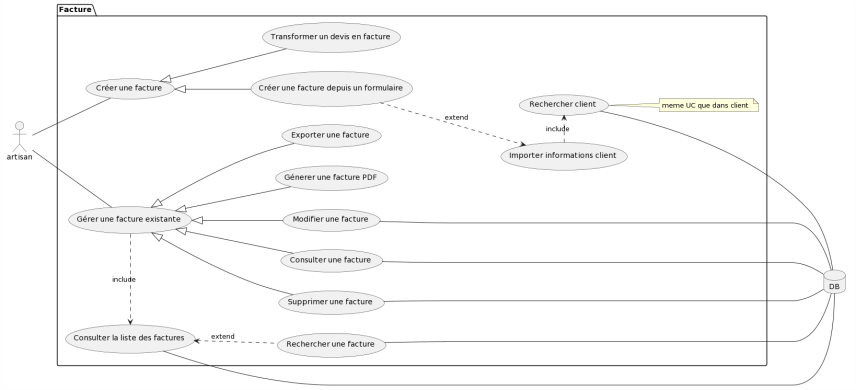 Facture
Transformer un devis en facture
Créer une facture
Créer une facture depuis un formulaire
Rechercher client
meme UC que dans client
extend
include
Importer informations client
artisan
Exporter une facture
Génerer une facture PDF
Gérer une facture existante
Modifier une facture
Consulter une facture
include
DB
Supprimer une facture
Consulter la liste des factures
extend
Rechercher une facture